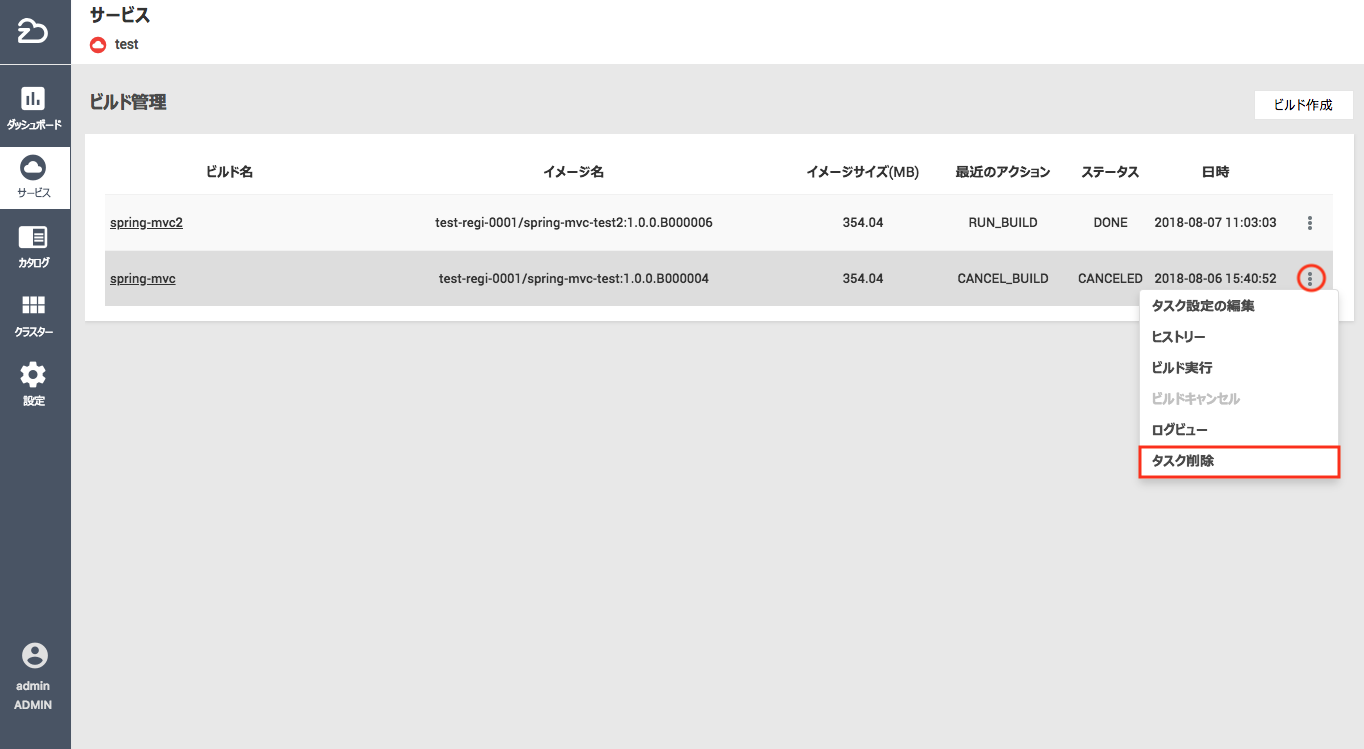 サービス
test
ダッシュボード
サービス
カタログ
クラスター
設定
admin
ADMIN
ビルド管理
ビルド作成
ビルド名 イメージ名 イメージサイズ(MB) 最近のアクション ステータス 日時
spring-mvc2 test-regi-0001/spring-mvc-test2:1.0.0.B000006 354.04 RUN_BUILD DONE 2018-08-07 11:03:03
spring-mvc test-regi-0001/spring-mvc-test:1.0.0.B000004 354.04 CANCEL_BUILD CANCELED 2018-08-06 15:40:52
タスク設定の編集
ヒストリー
ビルド実行
ビルドキャンセル
ログビュー
タスク削除